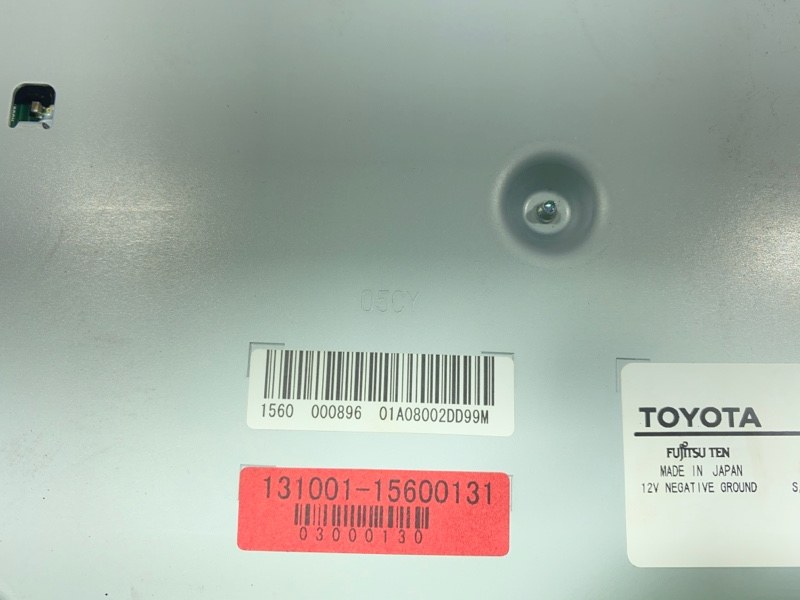 05CY
1560 000896 01A08002DD99M
131001-15600131
03000130
TOYOTA
FUJITSU TEN
MADE IN JAPAN
12V NEGATIVE GROUND S